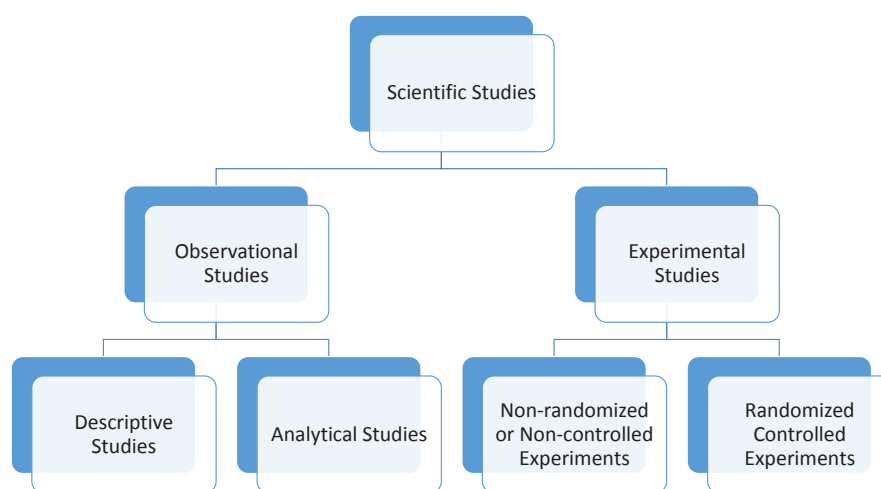 Scientific Studies
Observational
Studies
Experimental
Studies
Descriptive
Studies
Analytical Studies
Non-randomized
or Non-controlled
Experiments
Randomized
Controlled
Experiments